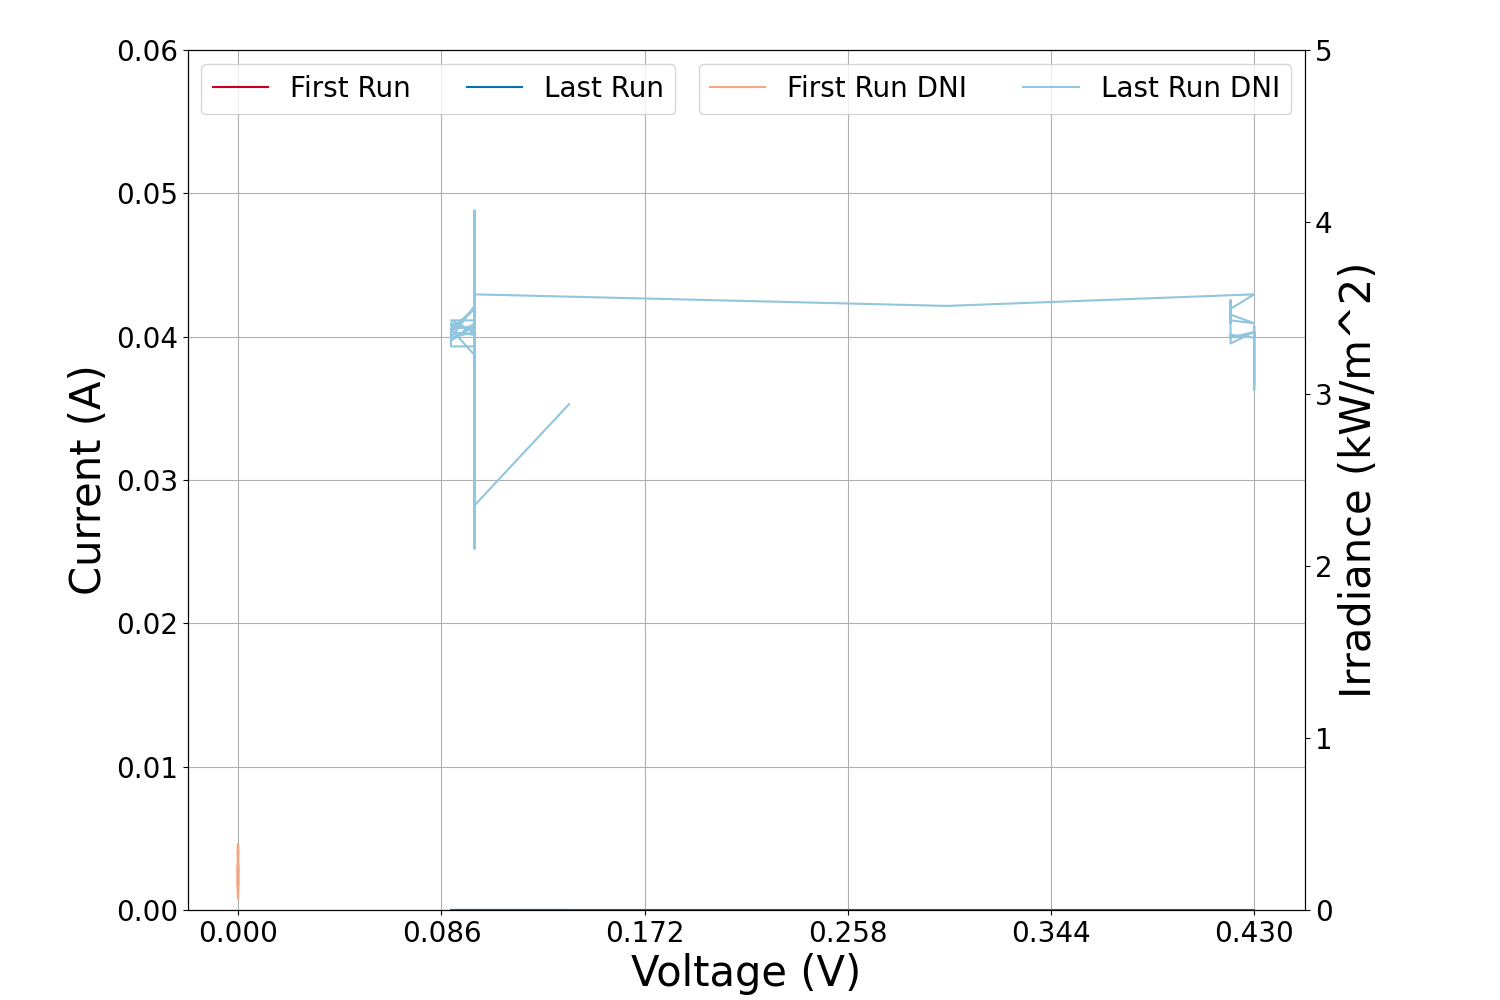 First Run
Last Run
First Run DNI
Last Run DNI
0.06
0.05
0.04
0.03
0.02
0.01
0.00
Current (A)
5
4
3
2
1
0
Irradiance (kW/m^2)
0.000 0.086 0.172 0.258 0.344 0.430
Voltage (V)